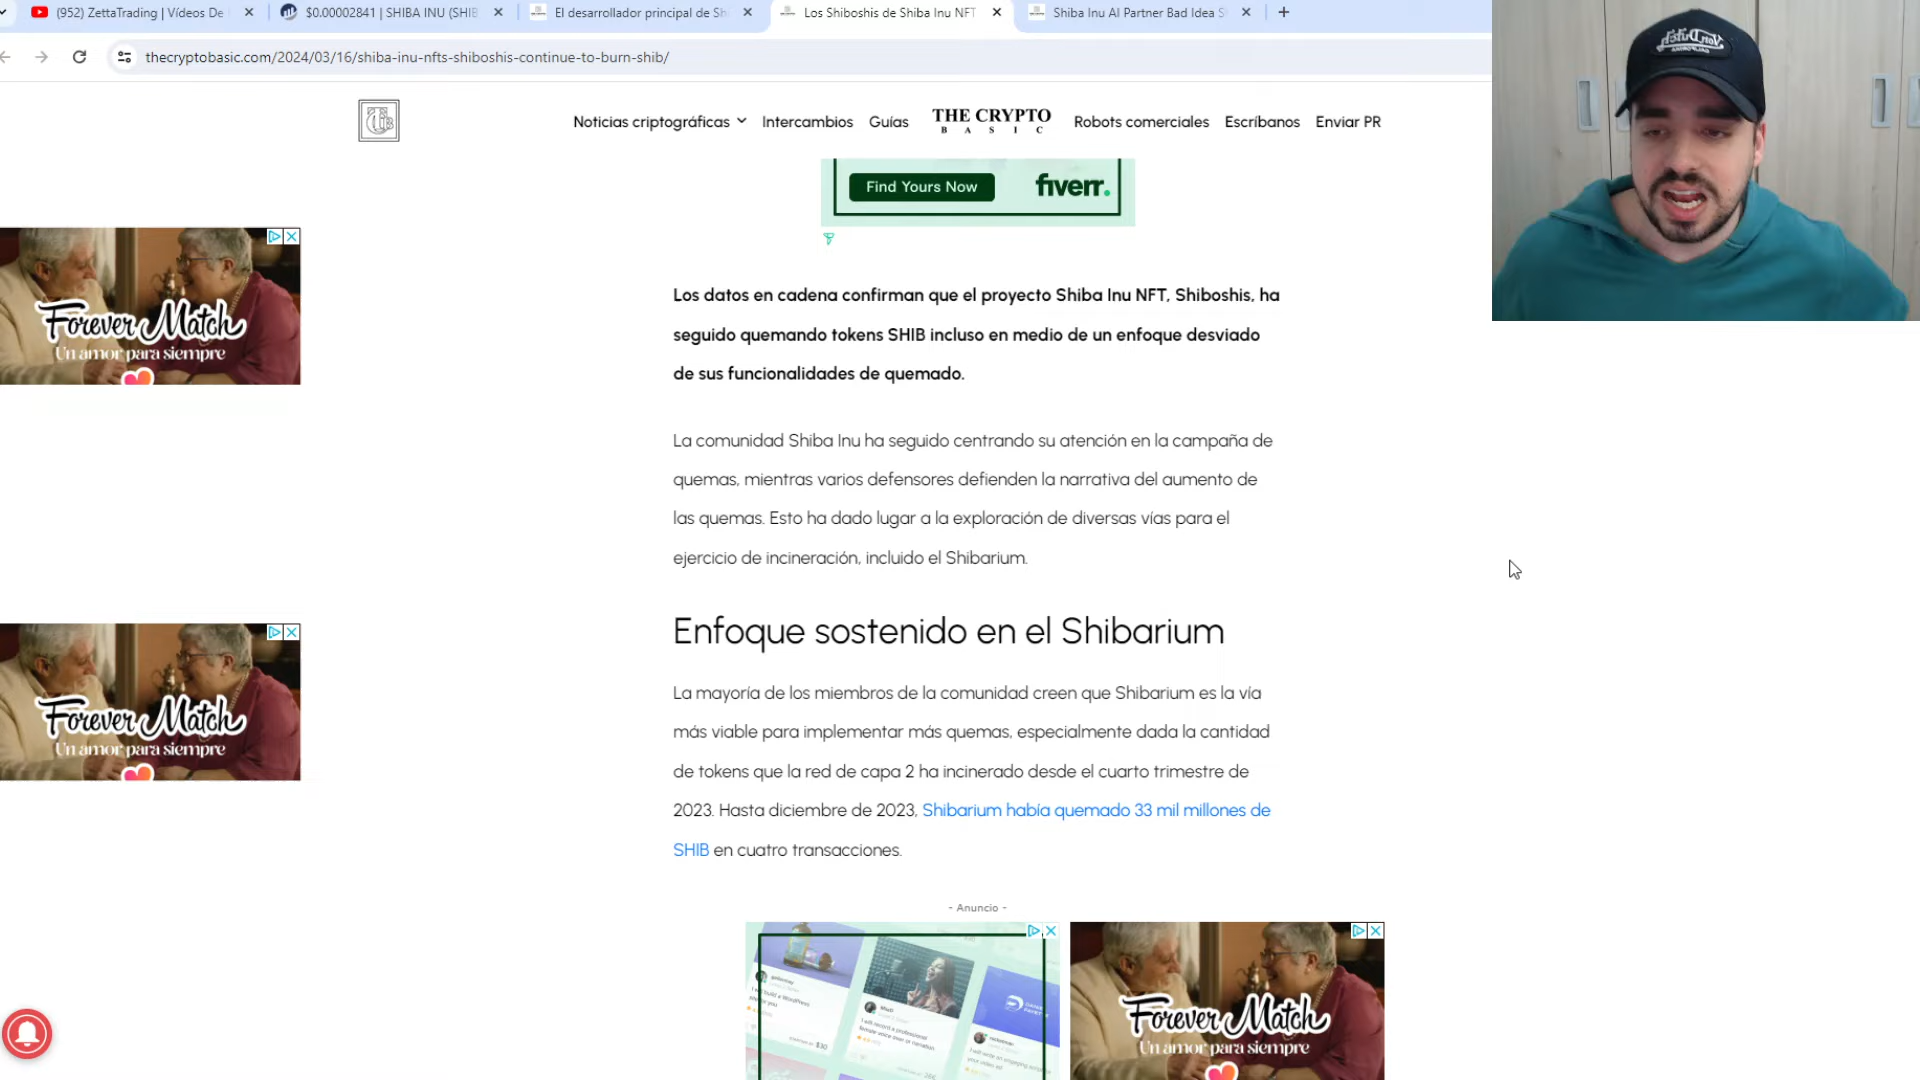 (952) ZettaTrading | Vídeos De
$0.00002841 | SHIBA INU (SHIB
El desarrollador principal de Sh
Los Shiboshis de Shiba Inu NFT
Shiba Inu AI Partner Bad Idea S
thecryptobasic.com/2024/03/16/shiba-inu-nfts-shiboshis-continue-to-burn-shib/
Noticias criptográficas
Intercambios
Guías
THE CRYPTO
BASIC
Robots comerciales
Escríbanos
Enviar PR
Von Dutch
Find Yours Now
fiverr.
Forever Match
Un amor para siempre
Los datos en cadena confirman que el proyecto Shiba Inu NFT, Shiboshis, ha
seguido quemando tokens SHIB incluso en medio de un enfoque desviado
de sus funcionalidades de quemado.
La comunidad Shiba Inu ha seguido centrando su atención en la campaña de
quemas, mientras varios defensores defienden la narrativa del aumento de
las quemas. Esto ha dado lugar a la exploración de diversas vías para el
ejercicio de incineración, incluido el Shibarium.
Enfoque sostenido en el Shibarium
Forever Match
Un amor para siempre
La mayoría de los miembros de la comunidad creen que Shibarium es la vía
más viable para implementar más quemas, especialmente dada la cantidad
de tokens que la red de capa 2 ha incinerado desde el cuarto trimestre de
2023. Hasta diciembre de 2023, Shibarium había quemado 33 mil millones de
SHIB en cuatro transacciones.
- Anuncio -
Forever Match
Un amor para siempre